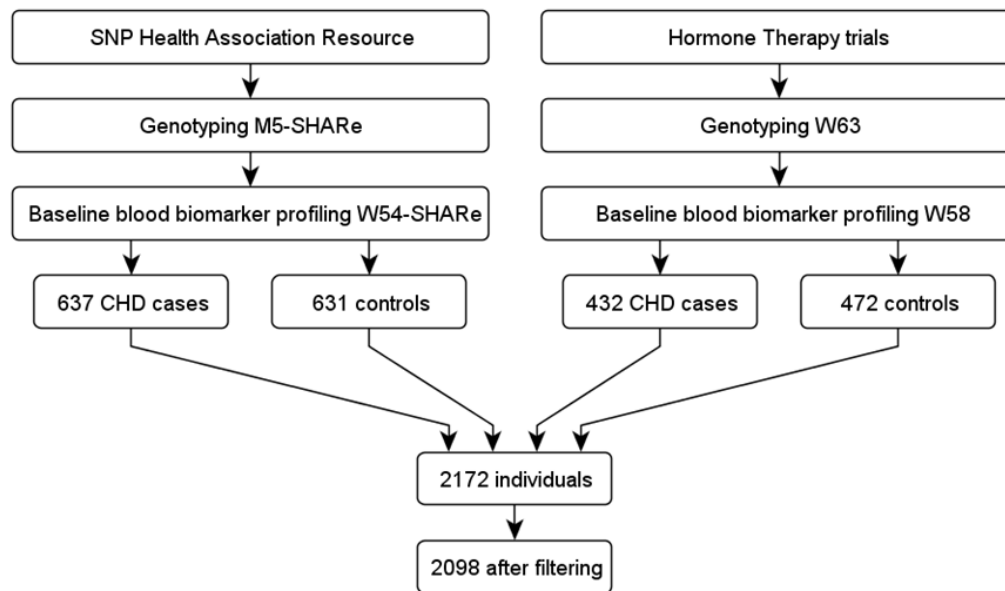 SNP Health Association Resource
Hormone Therapy trials
Genotyping M5-SHARe
Genotyping W63
Baseline blood biomarker profiling W54-SHARe
Baseline blood biomarker profiling W58
637 CHD cases
631 controls
432 CHD cases
472 controls
2172 individuals
2098 after filtering